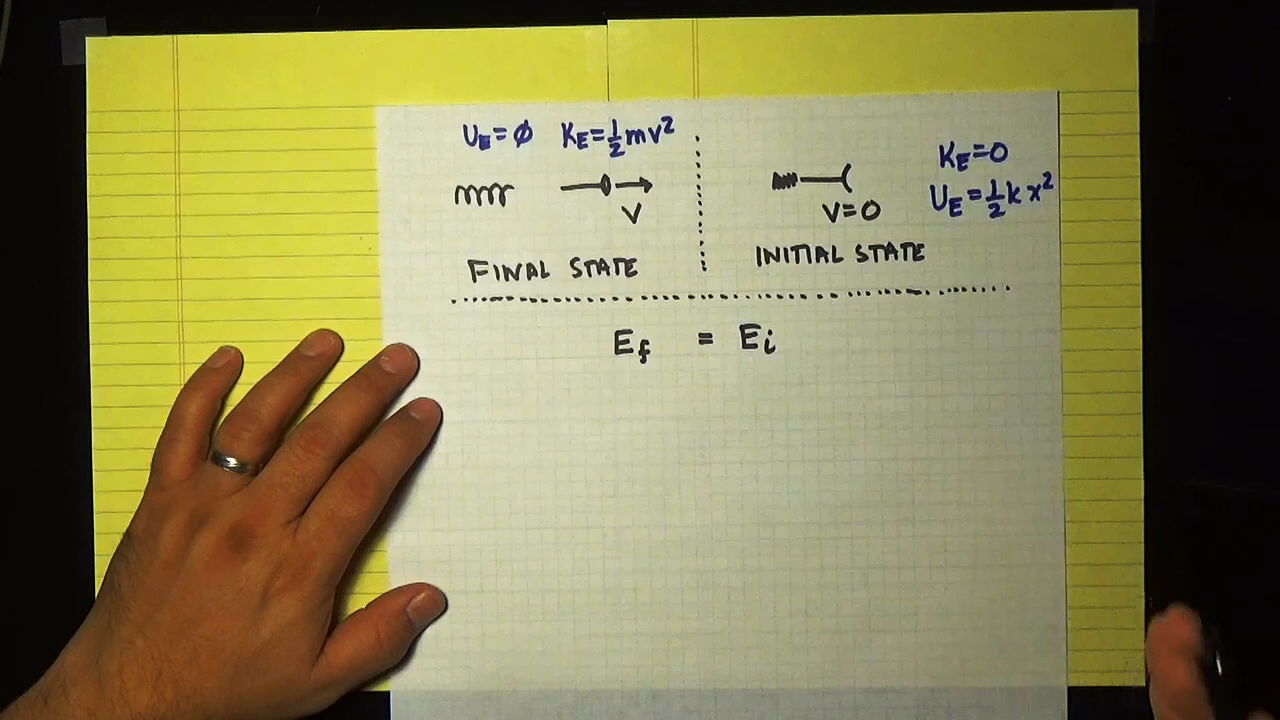 U_E = ∅ K_E = ½mv²
V
FINAL STATE
K_E = 0
U_E = ½kx²
V=0
INITIAL STATE
E_f = E_i